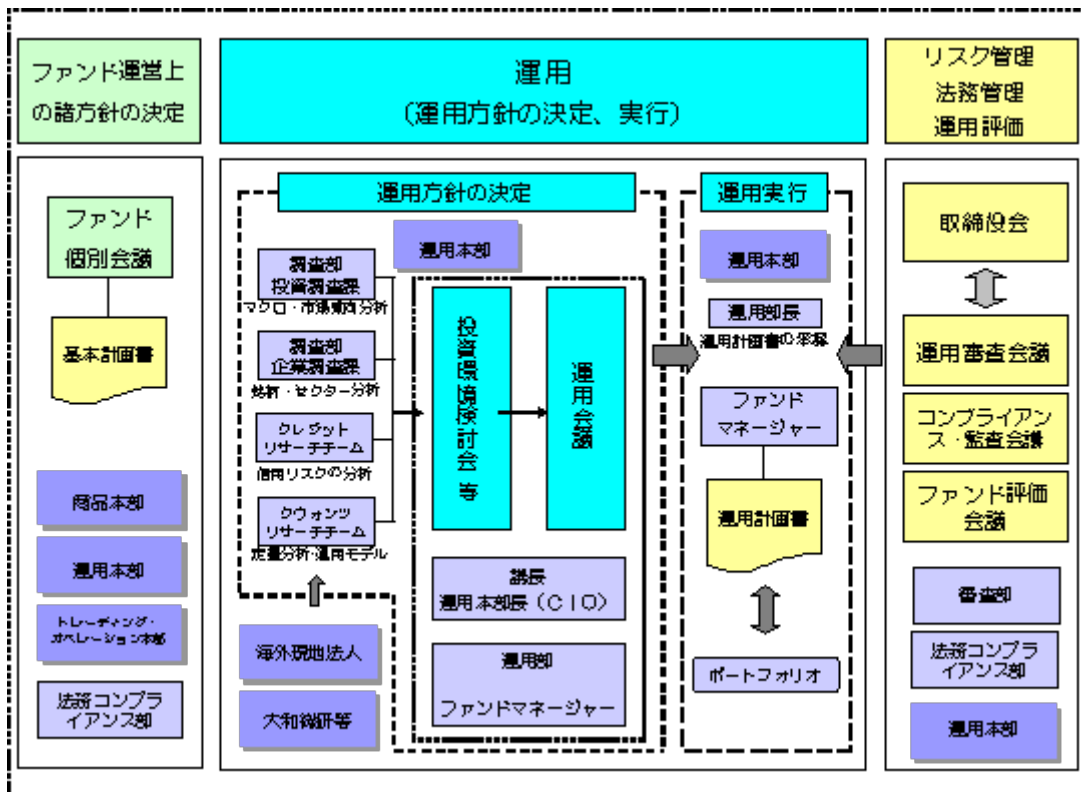 ファンド運営上
の諸方針の決定
運用
(運用方針の決定、実行)
リスク管理
法務管理
運用評価
ファンド
個別会議
基本計画書
商品本部
運用本部
トレーディング・
オペレーション本部
法務コンプラ
イアンス部
運用方針の決定
運用本部
調査部
投資調査課
マクロ・市場動向分析
調査部
企業調査課
銘柄・セクター分析
クレジット
リサーチチーム
信用リスクの分析
クウォンツ
リサーチチーム
定量分析・運用モデル
海外現地法人
大和総研等
投資環境検討会 等
運用会議
議長
運用本部長(CIO)
運用部
ファンドマネージャー
運用実行
運用本部
運用部長
運用計画書の承認
ファンド
マネージャー
運用計画書
ポートフォリオ
取締役会
運用審査会議
コンプライアン
ス・監査会議
ファンド評価
会議
審査部
法務コンプラ
イアンス部
運用本部